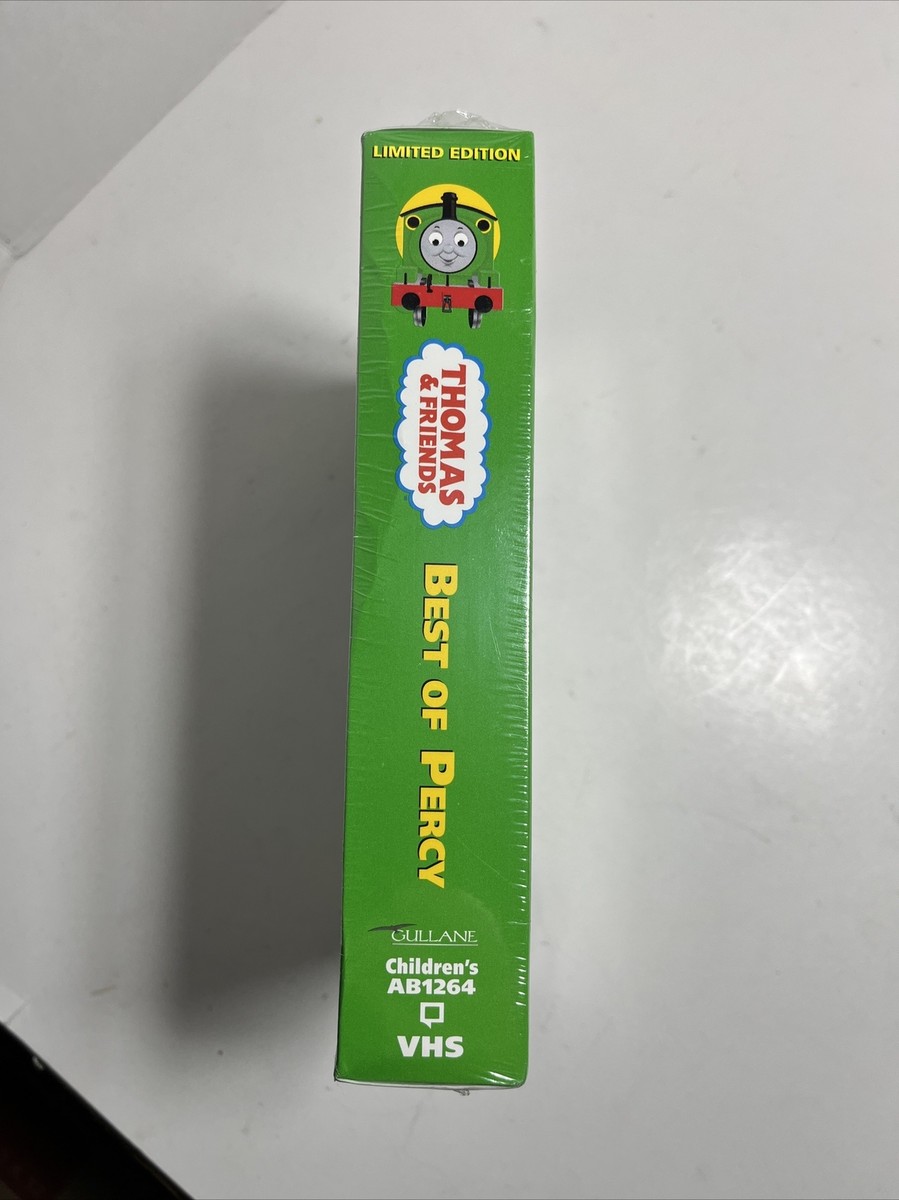 LIMITED EDITION
THOMAS
& FRIENDS
BEST OF PERCY
GULLANE
Children's
AB1264
VHS